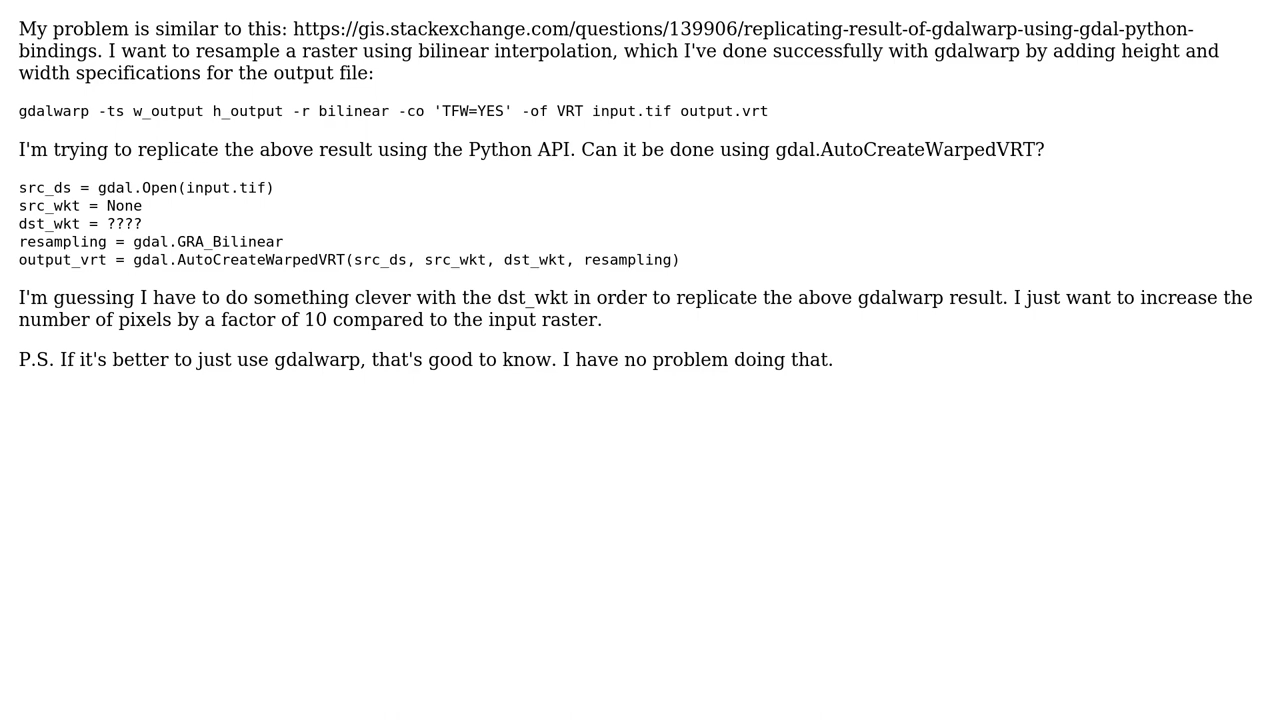 My problem is similar to this: https://gis.stackexchange.com/questions/139906/replicating-result-of-gdalwarp-using-gdal-python-
bindings. I want to resample a raster using bilinear interpolation, which I've done successfully with gdalwarp by adding height and
width specifications for the output file:
gdalwarp -ts w_output h_output -r bilinear -co 'TFW=YES' -of VRT input.tif output.vrt
I'm trying to replicate the above result using the Python API. Can it be done using gdal.AutoCreateWarpedVRT?
src_ds = gdal.Open(input.tif)
src_wkt = None
dst_wkt = ????
resampling = gdal.GRA_Bilinear
output_vrt = gdal.AutoCreateWarpedVRT(src_ds, src_wkt, dst_wkt, resampling)
I'm guessing I have to do something clever with the dst_wkt in order to replicate the above gdalwarp result. I just want to increase the
number of pixels by a factor of 10 compared to the input raster.
P.S. If it's better to just use gdalwarp, that's good to know. I have no problem doing that.